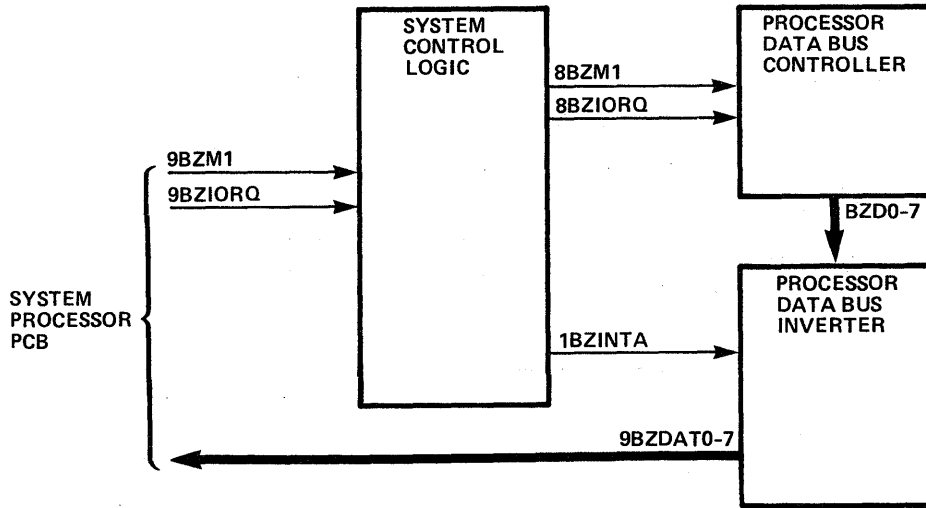 SYSTEM
CONTROL
LOGIC
PROCESSOR
DATA BUS
CONTROLLER
8BZM1
8BZIORQ
9BZM1
9BZIORQ
BZD0-7
SYSTEM
PROCESSOR
PCB
PROCESSOR
DATA BUS
INVERTER
1BZINTA
9BZDAT0-7